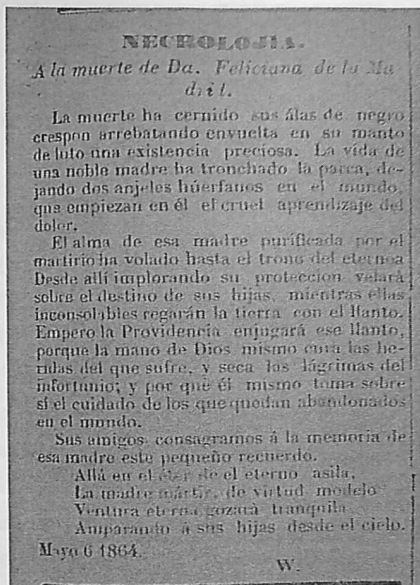 NECROLOJIA.
A la muerte de Da. Feliciana de la Ma
dril.
La muerte ha cernido sus álas de negro
crespon arrebatando envuelta en su manto
de luto una existencia preciosa. La vida de
una noble madre ha tronchado la parca, de-
jando dos anjeles húerfanos en el mundo,
que empiezan en él el cruel aprendizaje del
dolor.
El alma de esa madre purificada por el
martirio ha volado hasta el trono del eterno
Desde allí implorando su proteccion velará
sobre el destino de sus hijas, mientras ellas
inconsolables regarán la tierra con el llanto.
Empero la Providencia enjugará ese llanto,
porque la mano de Dios mismo cura las he-
ridas del que sufre, y seca las lágrimas del
infortunio; y por que él mismo toma sobre
sí el cuidado de los que quedan abandonados
en el mundo.
Sus amigos consagramos á la memoria de
esa madre este pequeño recuerdo.
Allá en el de el eterno asila,
La madre mártir, de virtud modelo
Ventura eterna gozará tranquila
Amparando á sus hijas desde el cielo.
Mayo 6 1864.
W.